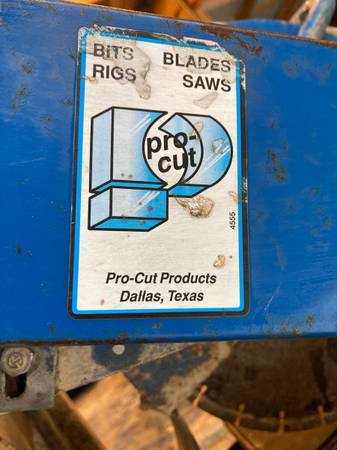 BITS BLADES
RIGS SAWS
pro-
cut
4555
Pro-Cut Products
Dallas, Texas